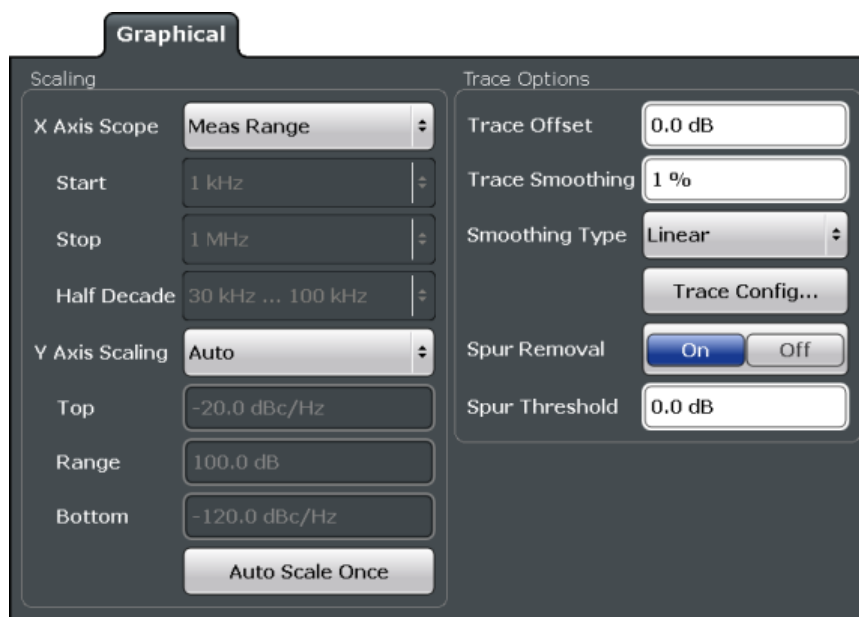 Graphical
Scaling
X Axis Scope Meas Range
Start 1 kHz
Stop 1 MHz
Half Decade 30 kHz ... 100 kHz
Y Axis Scaling Auto
Top -20.0 dBc/Hz
Range 100.0 dB
Bottom -120.0 dBc/Hz
Auto Scale Once
Trace Options
Trace Offset 0.0 dB
Trace Smoothing 1 %
Smoothing Type Linear
Trace Config...
Spur Removal On Off
Spur Threshold 0.0 dB